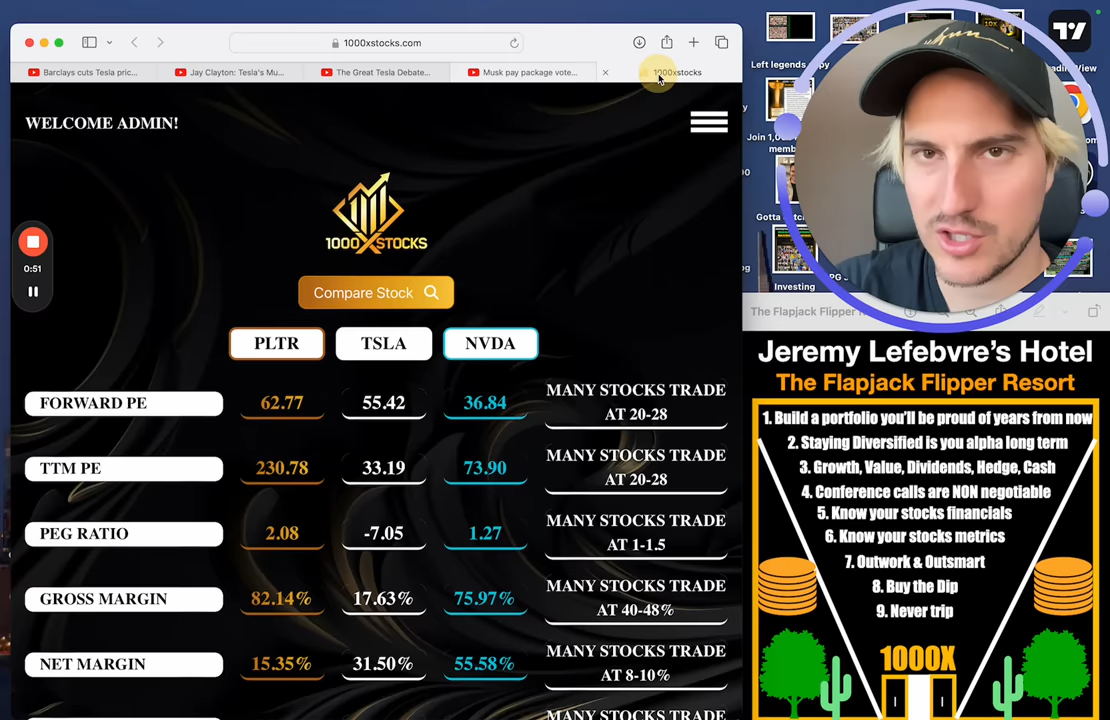 1000xstocks.com
Barclays cuts Tesla pric...
Jay Clayton: Tesla's Mu...
The Great Tesla Debate...
Musk pay package vote...
1000xstocks
WELCOME ADMIN!
1000XSTOCKS
0:51
Compare Stock
PLTR TSLA NVDA
FORWARD PE 62.77 55.42 36.84 MANY STOCKS TRADE
AT 20-28
TTM PE 230.78 33.19 73.90 MANY STOCKS TRADE
AT 20-28
PEG RATIO 2.08 -7.05 1.27 MANY STOCKS TRADE
AT 1-1.5
GROSS MARGIN 82.14% 17.63% 75.97% MANY STOCKS TRADE
AT 40-48%
NET MARGIN 15.35% 31.50% 55.58% MANY STOCKS TRADE
AT 8-10%
MANY STOCKS TRADE
Left legends
Join 1,0
memb
Gotta
Investing
The Flapjack Flipper R
Jeremy Lefebvre's Hotel
The Flapjack Flipper Resort
1. Build a portfolio you'll be proud of years from now
2. Staying Diversified is you alpha long term
3. Growth, Value, Dividends, Hedge, Cash
4. Conference calls are NON negotiable
5. Know your stocks financials
6. Know your stocks metrics
7. Outwork & Outsmart
8. Buy the Dip
9. Never trip
1000X